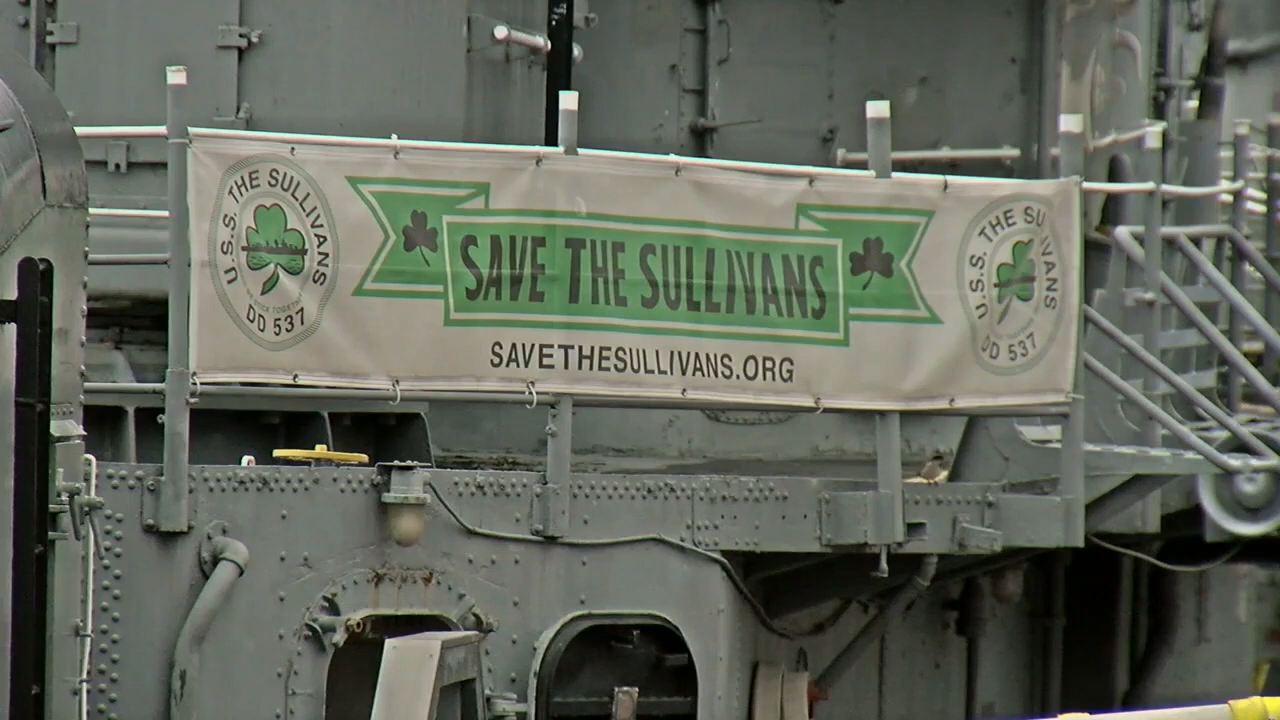 U.S.S. THE SULLIVANS
DD 537
SAVE THE SULLIVANS
SAVETHESULLIVANS.ORG
U.S.S. THE SULLIVANS
DD 537